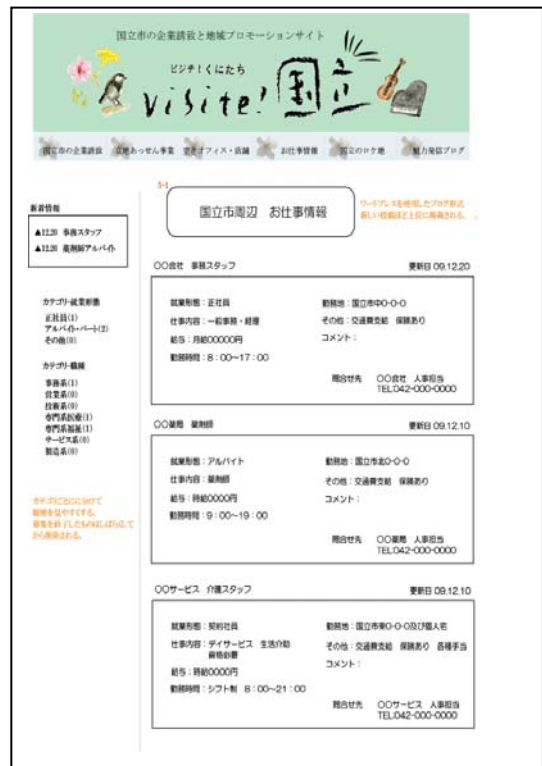 国立市の企業誘致と地域プロモーションサイト
ビジテ!くにたち
visite!国立
国立市の企業誘致
立地あっせん事業
空きオフィス・店舗
お仕事情報
国立のロケ地
魅力発信ブログ
5-1
国立市周辺 お仕事情報
ワードプレスを使用したブログ形式
新しい投稿ほど上位に掲載される。
新着情報
▲12.20 事務スタッフ
▲12.20 薬剤師アルバイト
カテゴリ-就業形態
正社員(1)
アルバイト・パート(2)
その他(0)
カテゴリ-職種
事務系(1)
営業系(0)
技術系(0)
専門系医療(1)
専門系福祉(1)
サービス系(0)
製造系(0)
カテゴリごとに分けて
履歴を見やすくする。
募集を終了したものはしばらくして
から削除される。
〇〇会社 事務スタッフ
更新日 09.12.20
就業形態：正社員
仕事内容：一般事務・経理
給与：月給00000円
勤務時間：8：00～17：00
勤務地：国立市中0-0-0
その他：交通費支給 保険あり
コメント：
問合せ先 〇〇会社 人事担当
TEL:042-000-0000
〇〇薬局 薬剤師
更新日 09.12.10
就業形態：アルバイト
仕事内容：薬剤師
給与：時給0000円
勤務時間：9：00～19：00
勤務地：国立市北0-0-0
その他：交通費支給 保険あり
コメント：
問合せ先 〇〇薬局 人事担当
TEL:042-000-0000
〇〇サービス 介護スタッフ
更新日 09.12.10
就業形態：契約社員
仕事内容：デイサービス 生活介助
資格必要
給与：時給0000円
勤務時間：シフト制 8：00～21：00
勤務地：国立市東0-0-0及び個人宅
その他：交通費支給 保険あり 各種手当
コメント：
問合せ先 〇〇サービス 人事担当
TEL:042-000-0000